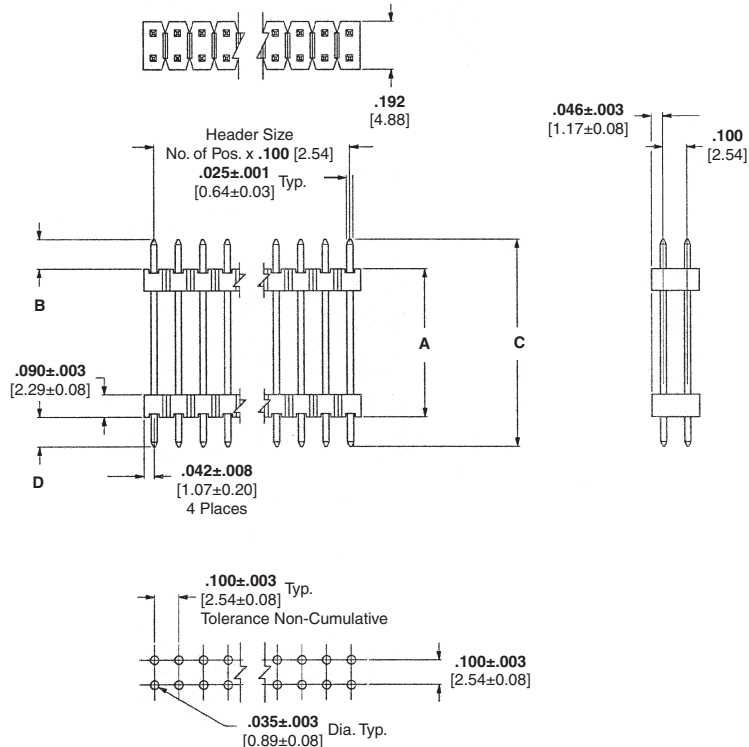 .192
[4.88]
Header Size
No. of Pos. x .100 [2.54]
.025±.001 Typ.
[0.64±0.03]
.046±.003
[1.17±0.08]
.100
[2.54]
B
A
C
.090±.003
[2.29±0.08]
D
.042±.008
[1.07±0.20]
4 Places
.100±.003 Typ.
[2.54±0.08]
Tolerance Non-Cumulative
.100±.003
[2.54±0.08]
.035±.003 Dia. Typ.
[0.89±0.08]